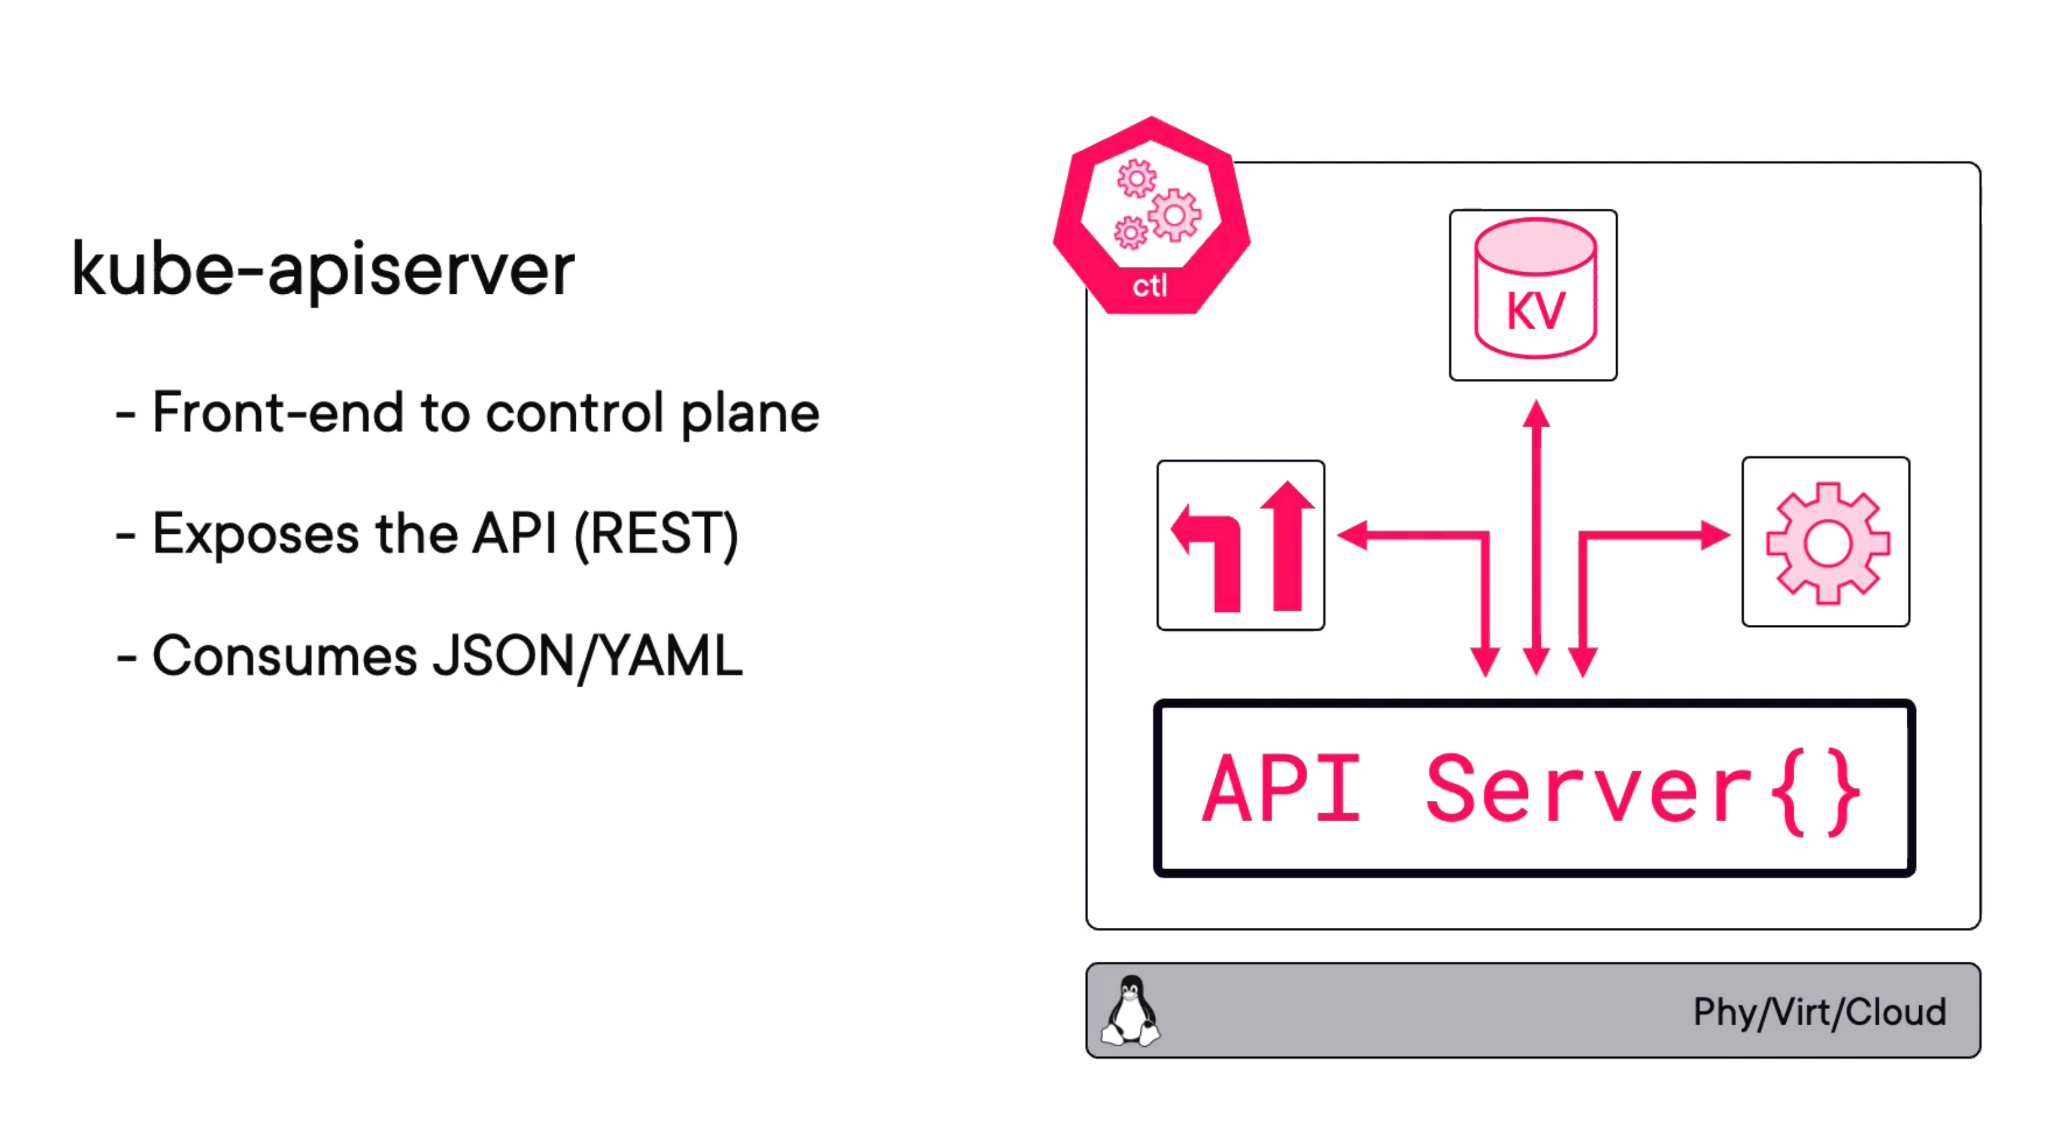 kube-apiserver
- Front-end to control plane
- Exposes the API (REST)
- Consumes JSON/YAML
ctl
KV
API Server{}
Phy/Virt/Cloud